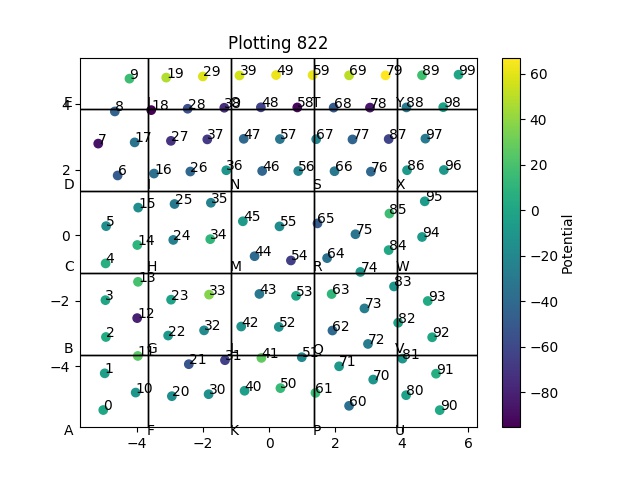 Plotting 822
9 19 29 39 49 59 69 79 89 99
E J O T Y
8 18 28 38 48 58 68 78 88 98
7 17 27 37 47 57 67 77 87 97
6 16 26 36 46 56 66 76 86 96
D N S X
5 15 25 35 45 55 65 75 85 95
4 14 24 34 44 54 64 74 84 94
C H M R W
3 13 23 33 43 53 63 73 83 93
2 12 22 32 42 52 62 72 82 92
B G L Q V
1 11 21 31 41 51 61 71 81 91
0 10 20 30 40 50 60 70 80 90
A F K P U
4
2
0
−2
−4
−4 −2 0 2 4 6
60
40
20
0
−20
−40
−60
−80
Potential